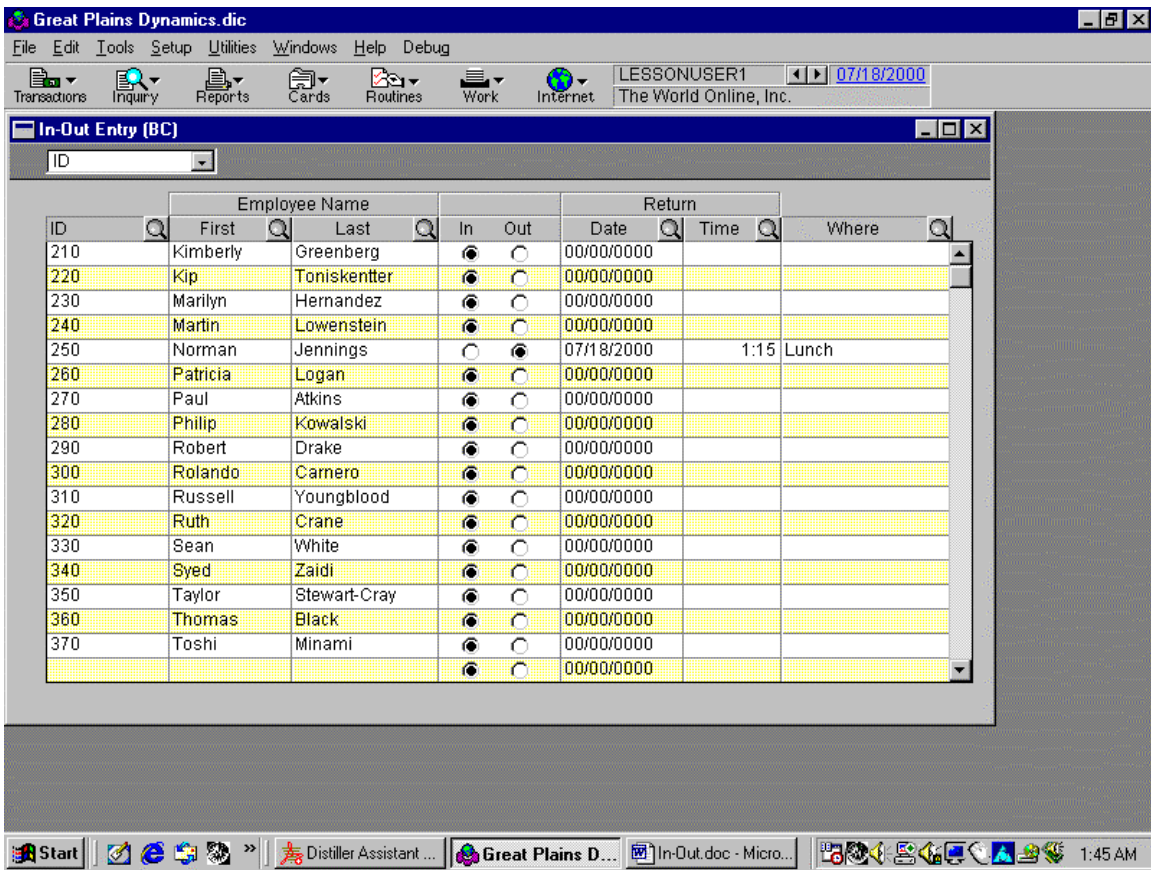 Great Plains Dynamics.dic
File Edit Tools Setup Utilities Windows Help Debug
Transactions Inquiry Reports Cards Routines Work Internet LESSONUSER1 07/18/2000
The World Online, Inc.
In-Out Entry (BC)
ID
Employee Name Return
ID First Last In Out Date Time Where
210 Kimberly Greenberg 00/00/0000
220 Kip Toniskentter 00/00/0000
230 Marilyn Hernandez 00/00/0000
240 Martin Lowenstein 00/00/0000
250 Norman Jennings 07/18/2000 1:15 Lunch
260 Patricia Logan 00/00/0000
270 Paul Atkins 00/00/0000
280 Philip Kowalski 00/00/0000
290 Robert Drake 00/00/0000
300 Rolando Carnero 00/00/0000
310 Russell Youngblood 00/00/0000
320 Ruth Crane 00/00/0000
330 Sean White 00/00/0000
340 Syed Zaidi 00/00/0000
350 Taylor Stewart-Cray 00/00/0000
360 Thomas Black 00/00/0000
370 Toshi Minami 00/00/0000
00/00/0000
Start » Distiller Assistant ... Great Plains D... In-Out.doc - Micro... 1:45 AM